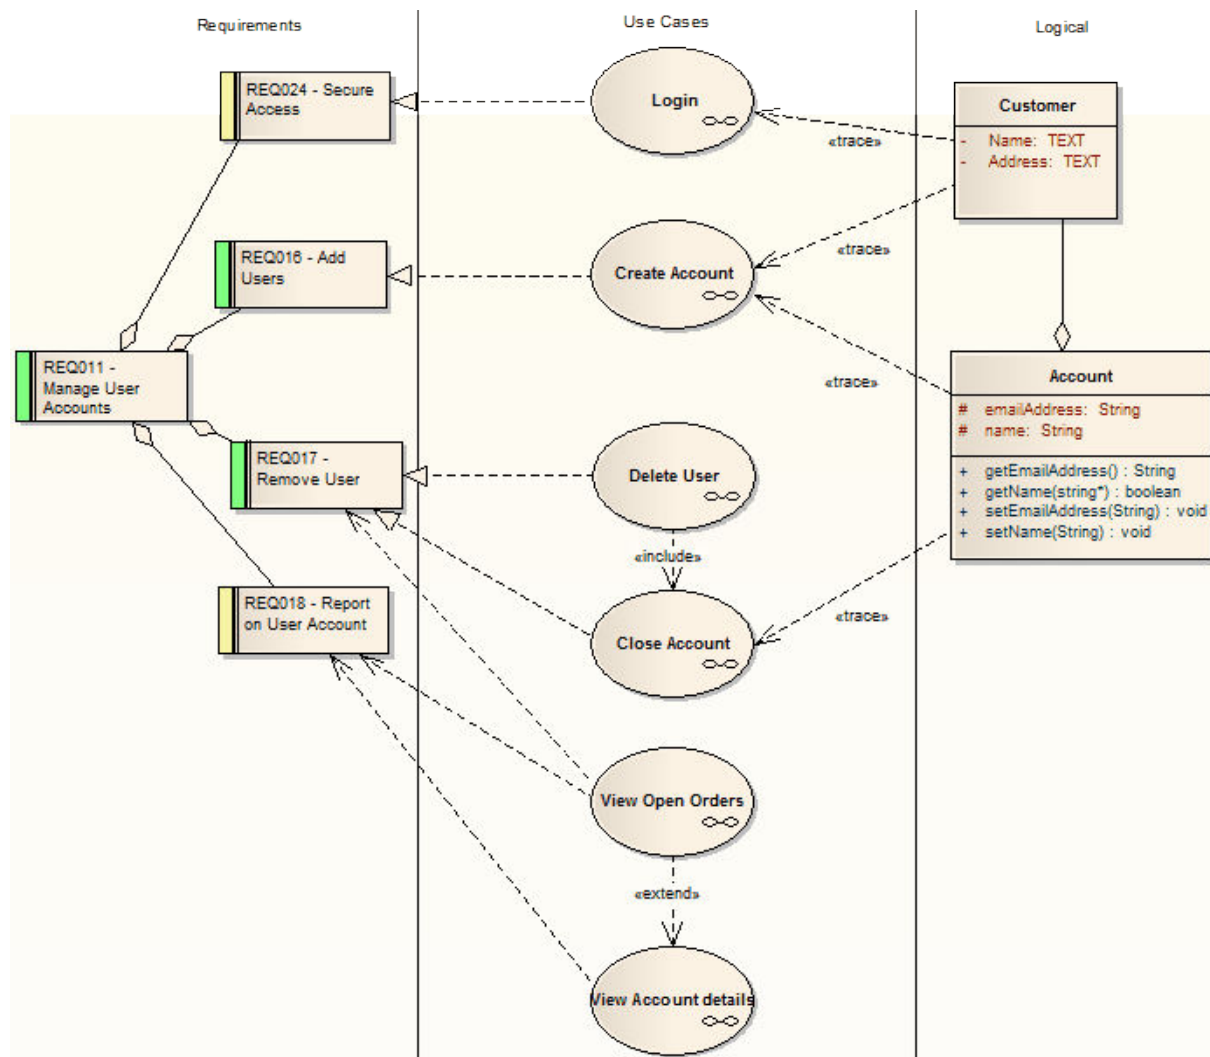 Requirements
Use Cases
Logical
REQ024 - Secure
Access
Login
Customer
- Name: TEXT
- Address: TEXT
«trace»
REQ016 - Add
Users
Create Account
«trace»
REQ011 -
Manage User
Accounts
«trace»
Account
# emailAddress: String
# name: String
+ getEmailAddress() : String
+ getName(string*) : boolean
+ setEmailAddress(String) : void
+ setName(String) : void
REQ017 -
Remove User
Delete User
«include»
REQ018 - Report
on User Account
Close Account
«trace»
View Open Orders
«extend»
View Account details